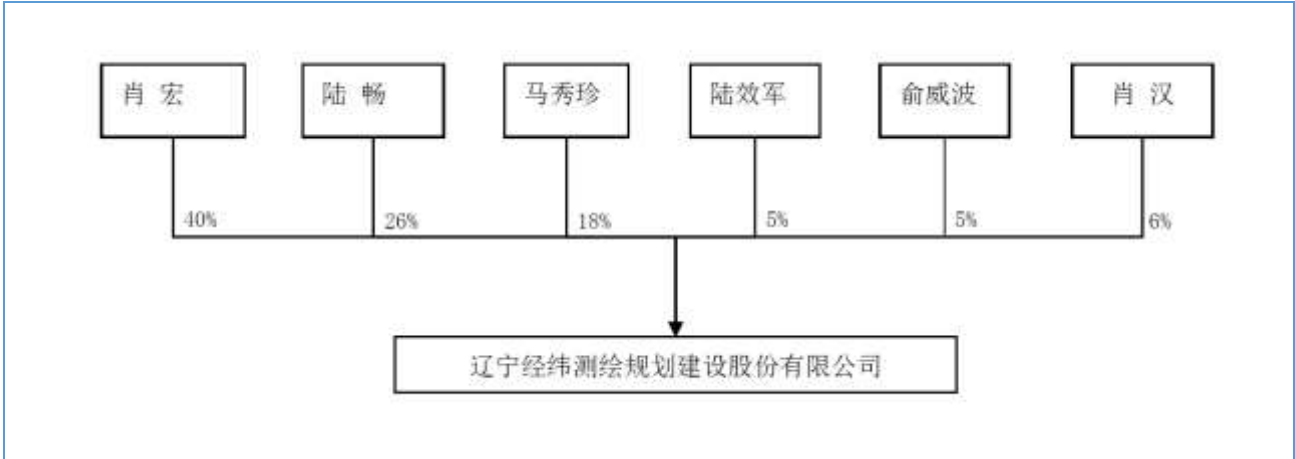 肖 宏
陆 畅
马秀珍
陆效军
俞威波
肖 汉
40%
26%
18%
5%
5%
6%
辽宁经纬测绘规划建设股份有限公司